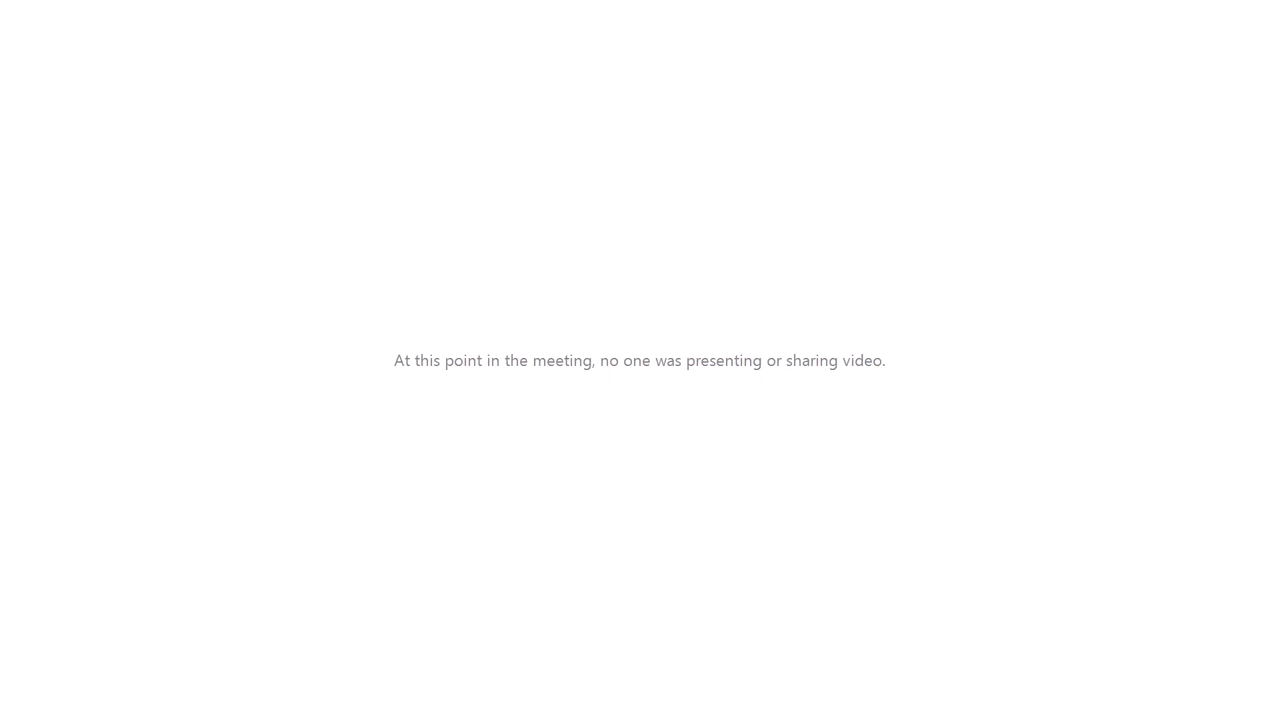 At this point in the meeting, no one was presenting or sharing video.